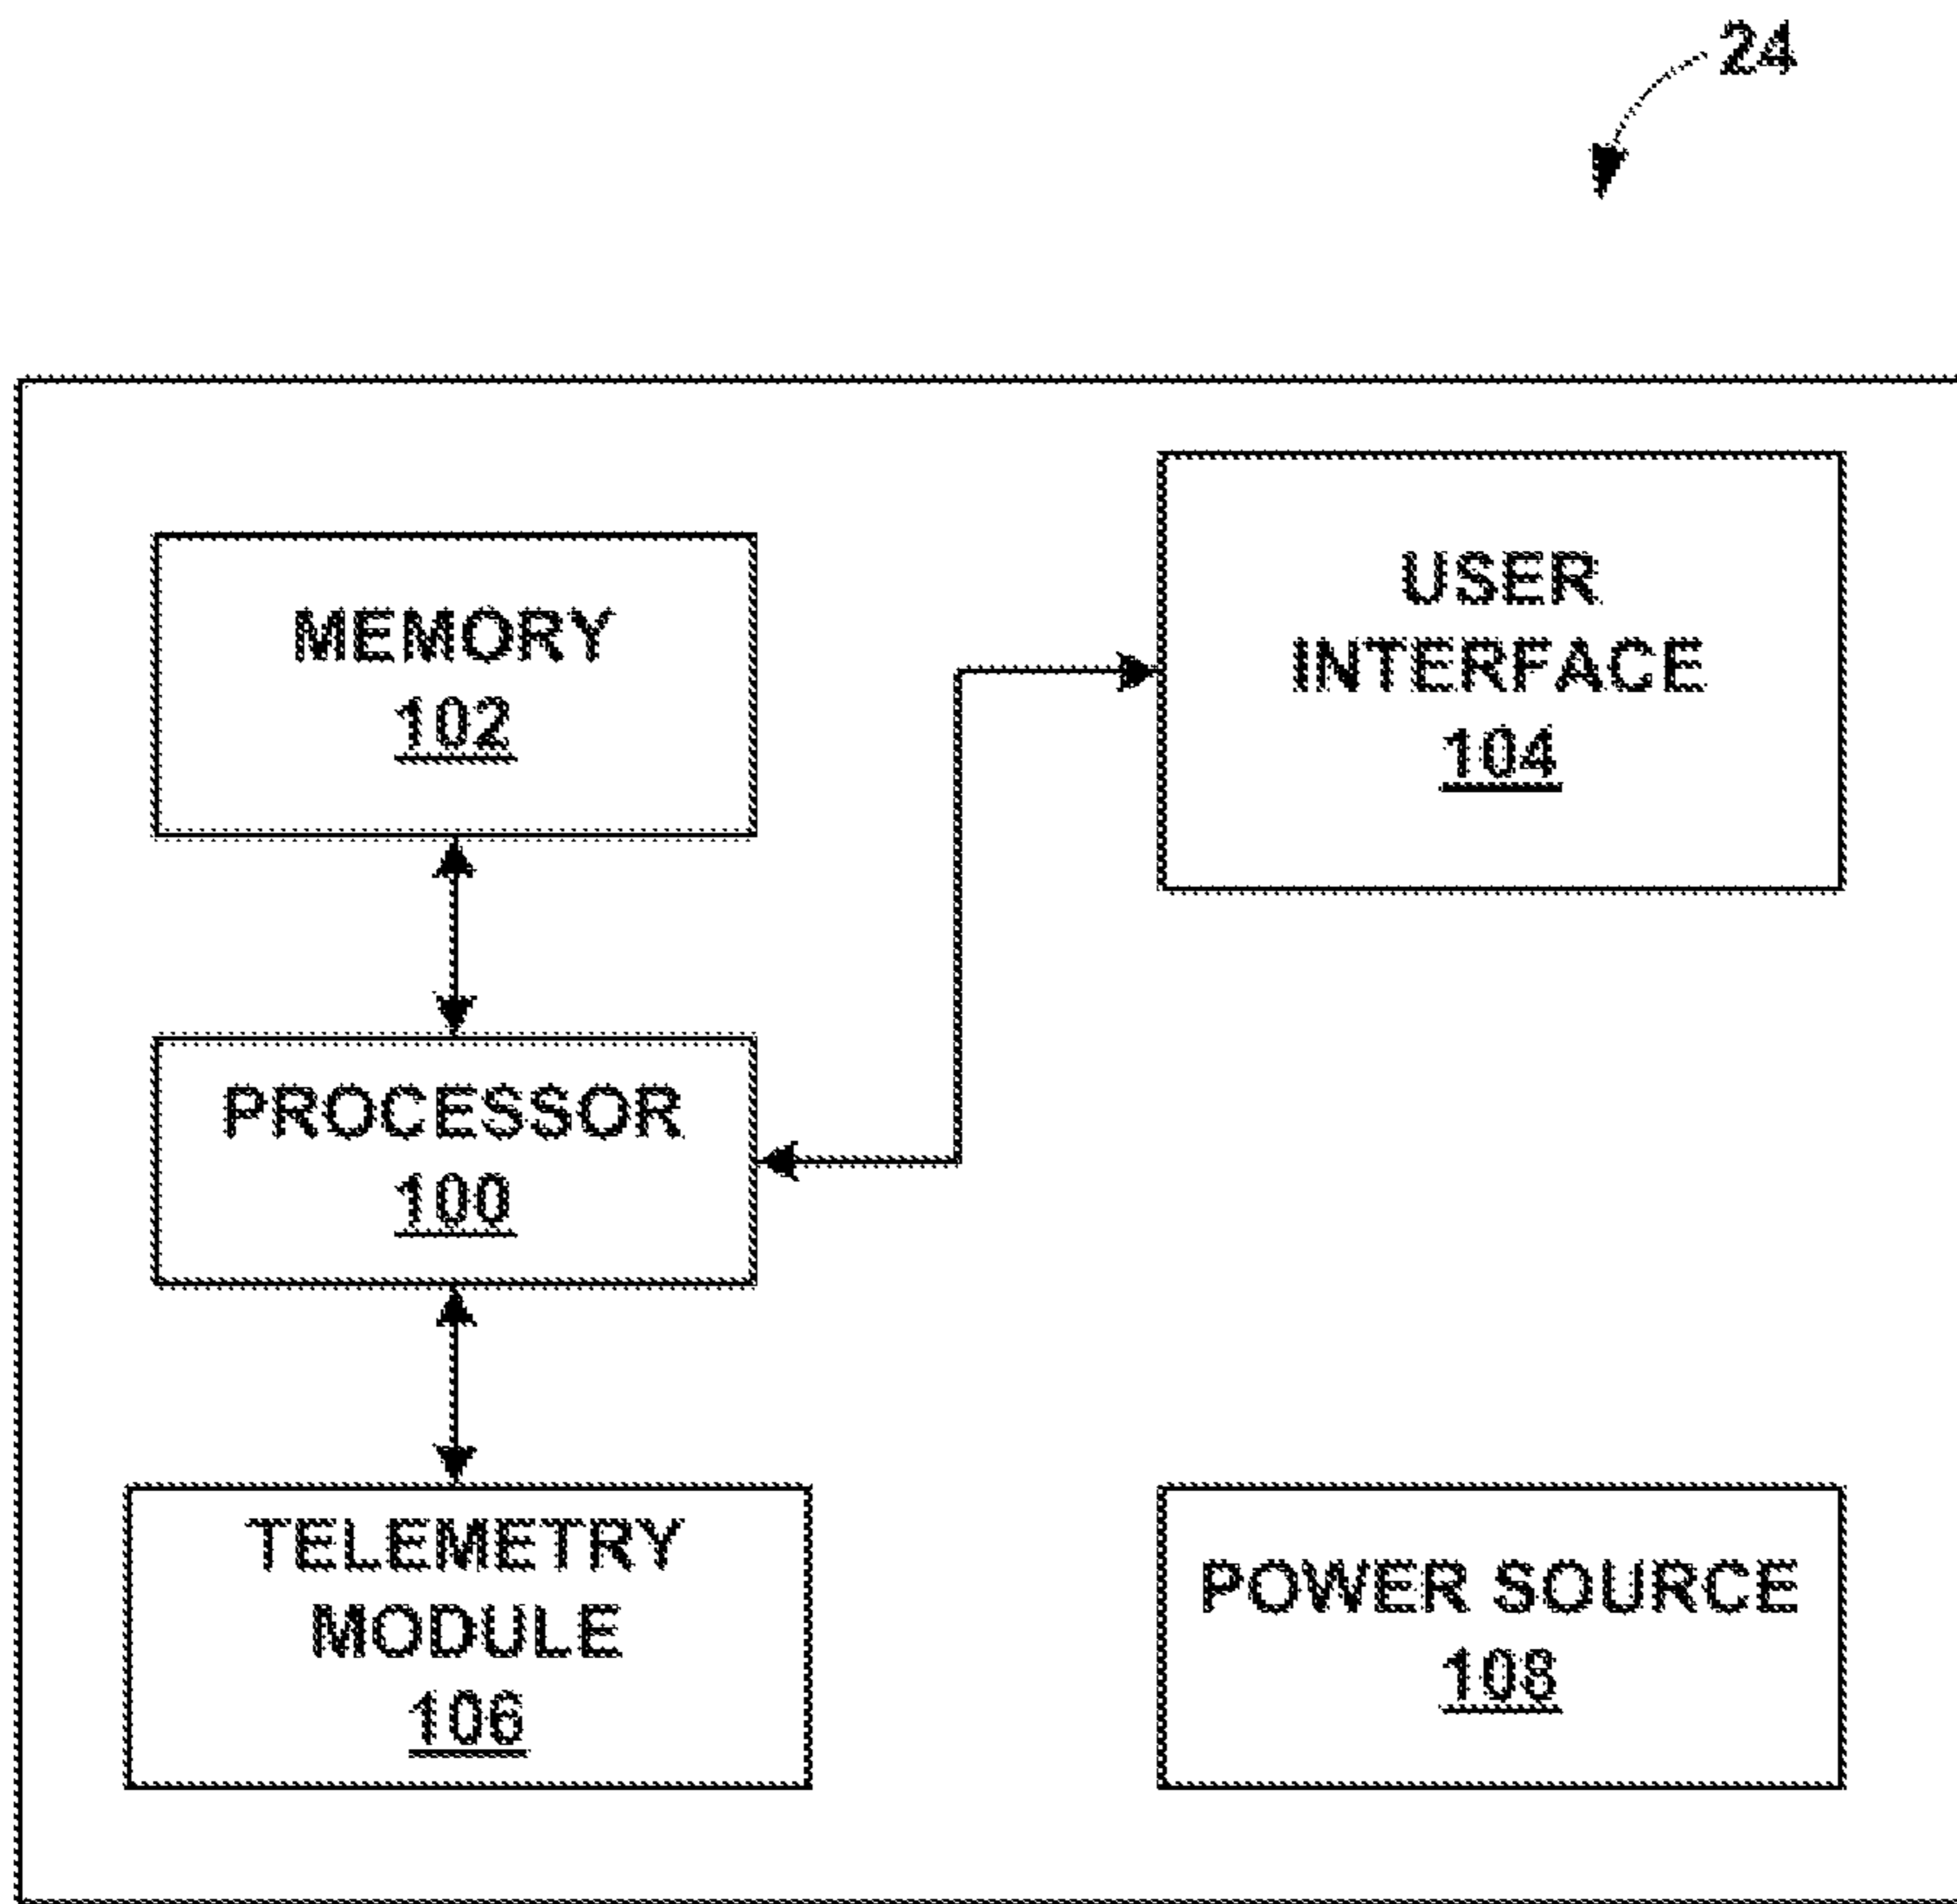 24
MEMORY
102
USER
INTERFACE
104
PROCESSOR
100
TELEMETRY
MODULE
106
POWER SOURCE
108